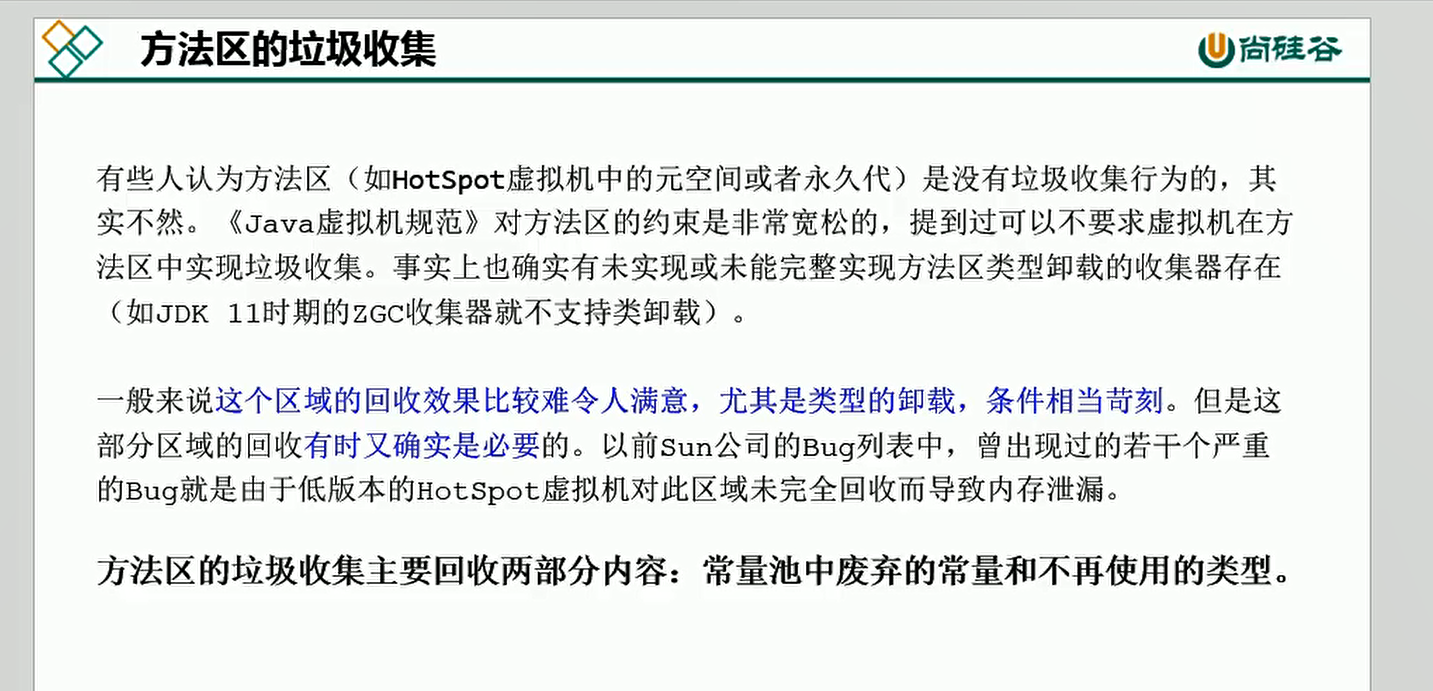 方法区的垃圾收集
尚硅谷
有些人认为方法区（如HotSpot虚拟机中的元空间或者永久代）是没有垃圾收集行为的，其
实不然。《Java虚拟机规范》对方法区的约束是非常宽松的，提到过可以不要求虚拟机在方
法区中实现垃圾收集。事实上也确实有未实现或未能完整实现方法区类型卸载的收集器存在
（如JDK 11时期的ZGC收集器就不支持类卸载）。
一般来说这个区域的回收效果比较难令人满意，尤其是类型的卸载，条件相当苛刻。但是这
部分区域的回收有时又确实是必要的。以前Sun公司的Bug列表中，曾出现过的若干个严重
的Bug就是由于低版本的HotSpot虚拟机对此区域未完全回收而导致内存泄漏。
方法区的垃圾收集主要回收两部分内容：常量池中废弃的常量和不再使用的类型。